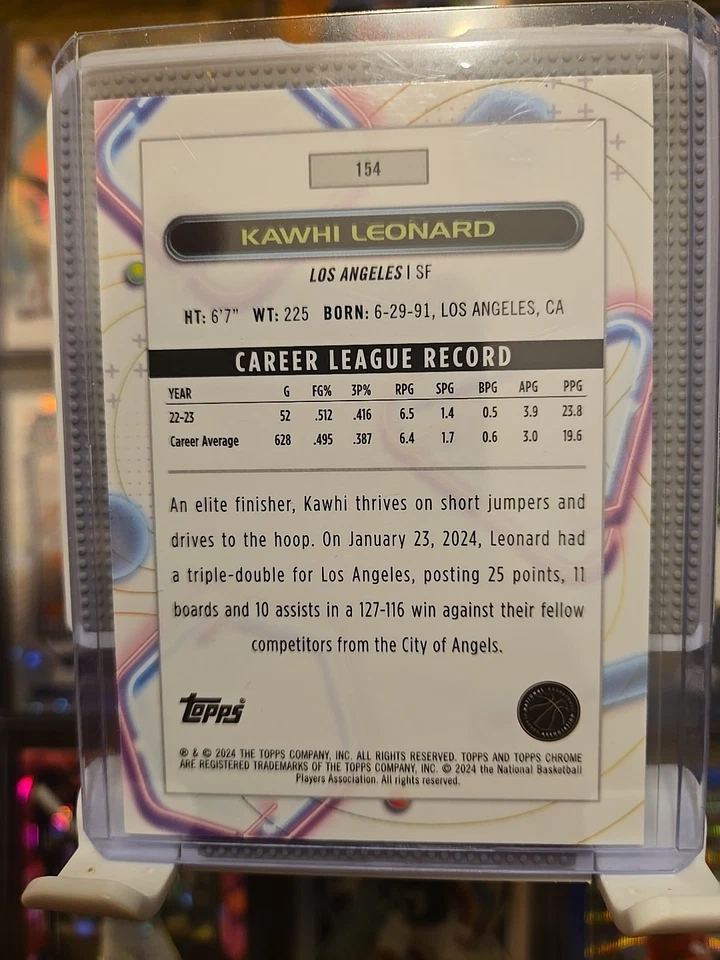 154
KAWHI LEONARD
LOS ANGELES | SF
HT: 6'7" WT: 225 BORN: 6-29-91, LOS ANGELES, CA
CAREER LEAGUE RECORD
YEAR G FG% 3P% RPG SPG BPG APG PPG
22-23 52 .512 .416 6.5 1.4 0.5 3.9 23.8
Career Average 628 .495 .387 6.4 1.7 0.6 3.0 19.6
An elite finisher, Kawhi thrives on short jumpers and
drives to the hoop. On January 23, 2024, Leonard had
a triple-double for Los Angeles, posting 25 points, 11
boards and 10 assists in a 127-116 win against their fellow
competitors from the City of Angels.
topps
® & © 2024 THE TOPPS COMPANY, INC. ALL RIGHTS RESERVED. TOPPS AND TOPPS CHROME
ARE REGISTERED TRADEMARKS OF THE TOPPS COMPANY, INC. © 2024 the National Basketball
Players Association. All rights reserved.